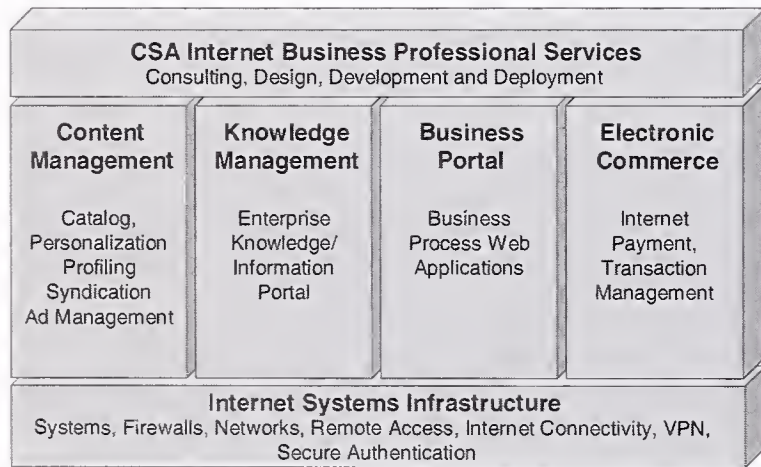 CSA Internet Business Professional Services
Consulting, Design, Development and Deployment
Content
Management
Catalog,
Personalization
Profiling
Syndication
Ad Management
Knowledge
Management
Enterprise
Knowledge/
Information
Portal
Business
Portal
Business
Process Web
Applications
Electronic
Commerce
Internet
Payment,
Transaction
Management
Internet Systems Infrastructure
Systems, Firewalls, Networks, Remote Access, Internet Connectivity, VPN,
Secure Authentication